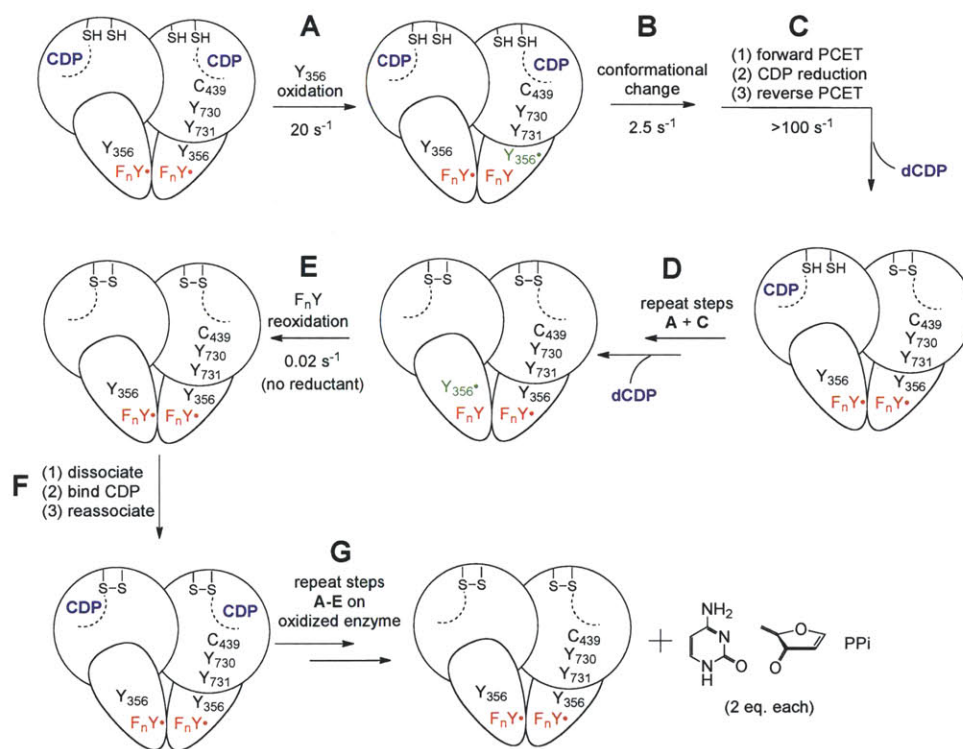 A
B
C
SH SH
CDP
SH SH
CDP
C439
Y730
Y731
Y356
Y356
FnY•
FnY•
Y356
oxidation
20 s-1
SH SH
CDP
SH SH
CDP
C439
Y730
Y731
Y356
Y356•
FnY•
FnY
conformational
change
2.5 s-1
(1) forward PCET
(2) CDP reduction
(3) reverse PCET
>100 s-1
dCDP
E
D
S-S
S-S
C439
Y730
Y731
Y356
Y356
FnY•
FnY•
FnY
reoxidation
0.02 s-1
(no reductant)
S-S
S-S
C439
Y730
Y731
Y356•
Y356
FnY
FnY•
repeat steps
A + C
dCDP
SH SH
CDP
S-S
C439
Y730
Y731
Y356
Y356
FnY•
FnY•
F
(1) dissociate
(2) bind CDP
(3) reassociate
G
S-S
CDP
S-S
CDP
C439
Y730
Y731
Y356
Y356
FnY•
FnY•
repeat steps
A-E on
oxidized enzyme
S-S
S-S
C439
Y730
Y731
Y356
Y356
FnY•
FnY•
+
NH2
N
N
H
O
O
O
PPi
(2 eq. each)